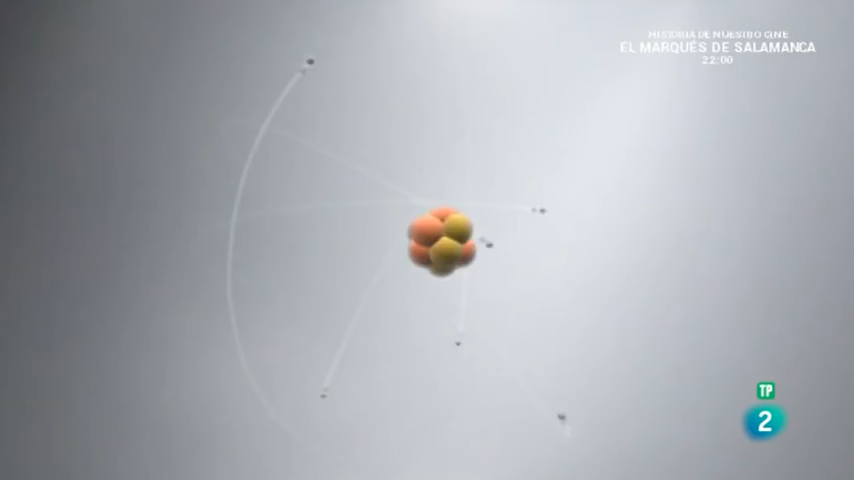 HISTORIA DE NUESTRO CINE
EL MARQUÉS DE SALAMANCA
22:00
TP
2